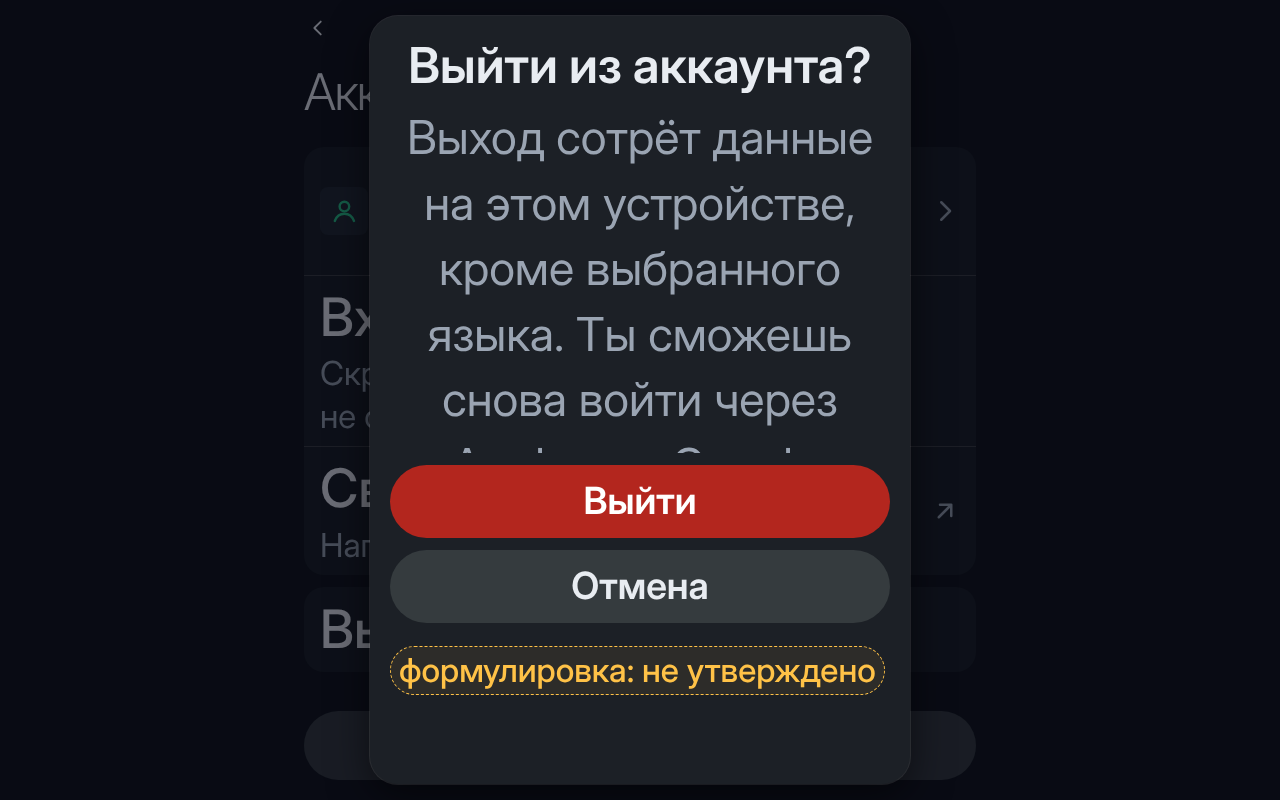 Выйти из аккаунта?
Выход сотрёт данные
на этом устройстве,
кроме выбранного
языка. Ты сможешь
снова войти через
Выйти
Отмена
формулировка: не утверждено